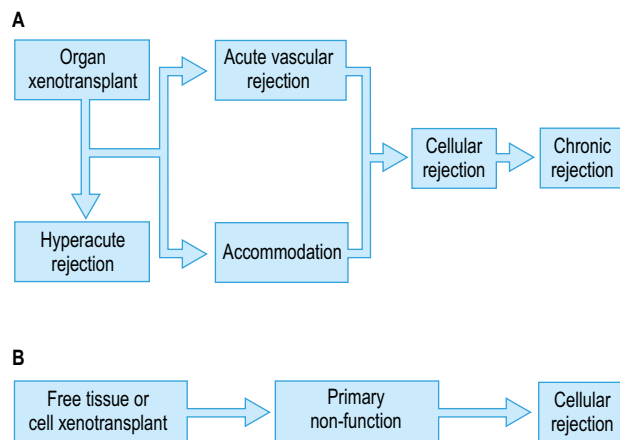 A
Organ
xenotransplant
Acute vascular
rejection
Cellular
rejection
Chronic
rejection
Hyperacute
rejection
Accommodation
B
Free tissue or
cell xenotransplant
Primary
non-function
Cellular
rejection